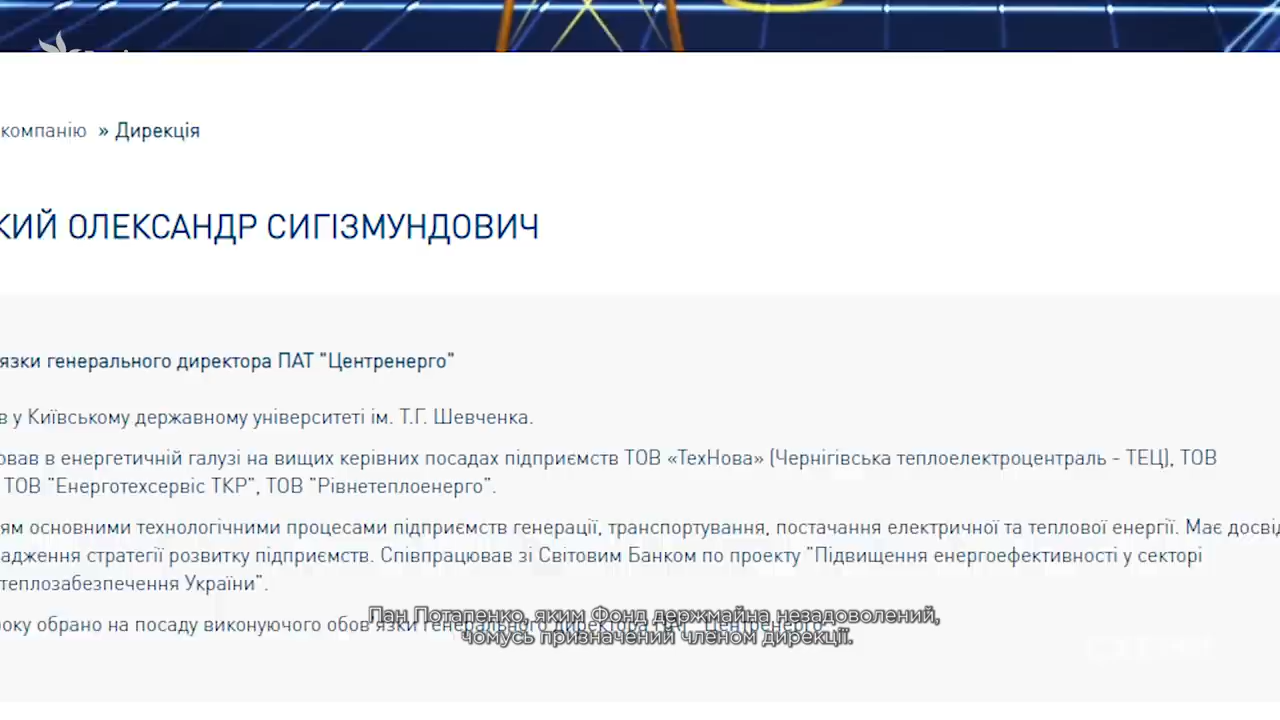 компанію » Дирекція
КИЙ ОЛЕКСАНДР СИГІЗМУНДОВИЧ
язки генерального директора ПАТ "Центренерго"
в у Київському державному університеті ім. Т.Г. Шевченка.
овав в енергетичній галузі на вищих керівних посадах підприємств ТОВ «ТехНова» (Чернігівська теплоелектроцентраль - ТЕЦ), ТОВ
ТОВ "Енерготехсервіс ТКР", ТОВ "Рівнетеплоенерго".
ям основними технологічними процесами підприємств генерації, транспортування, постачання електричної та теплової енергії. Має досвід
адження стратегії розвитку підприємств. Співпрацював зі Світовим Банком по проекту "Підвищення енергоефективності у секторі
теплозабезпечення України".
року обрано на посаду виконуючого обов'язки генерального директора ПАТ "Центренерго"
Пан Потапенко, яким Фонд держмайна незадоволений,
чомусь призначений членом дирекції.